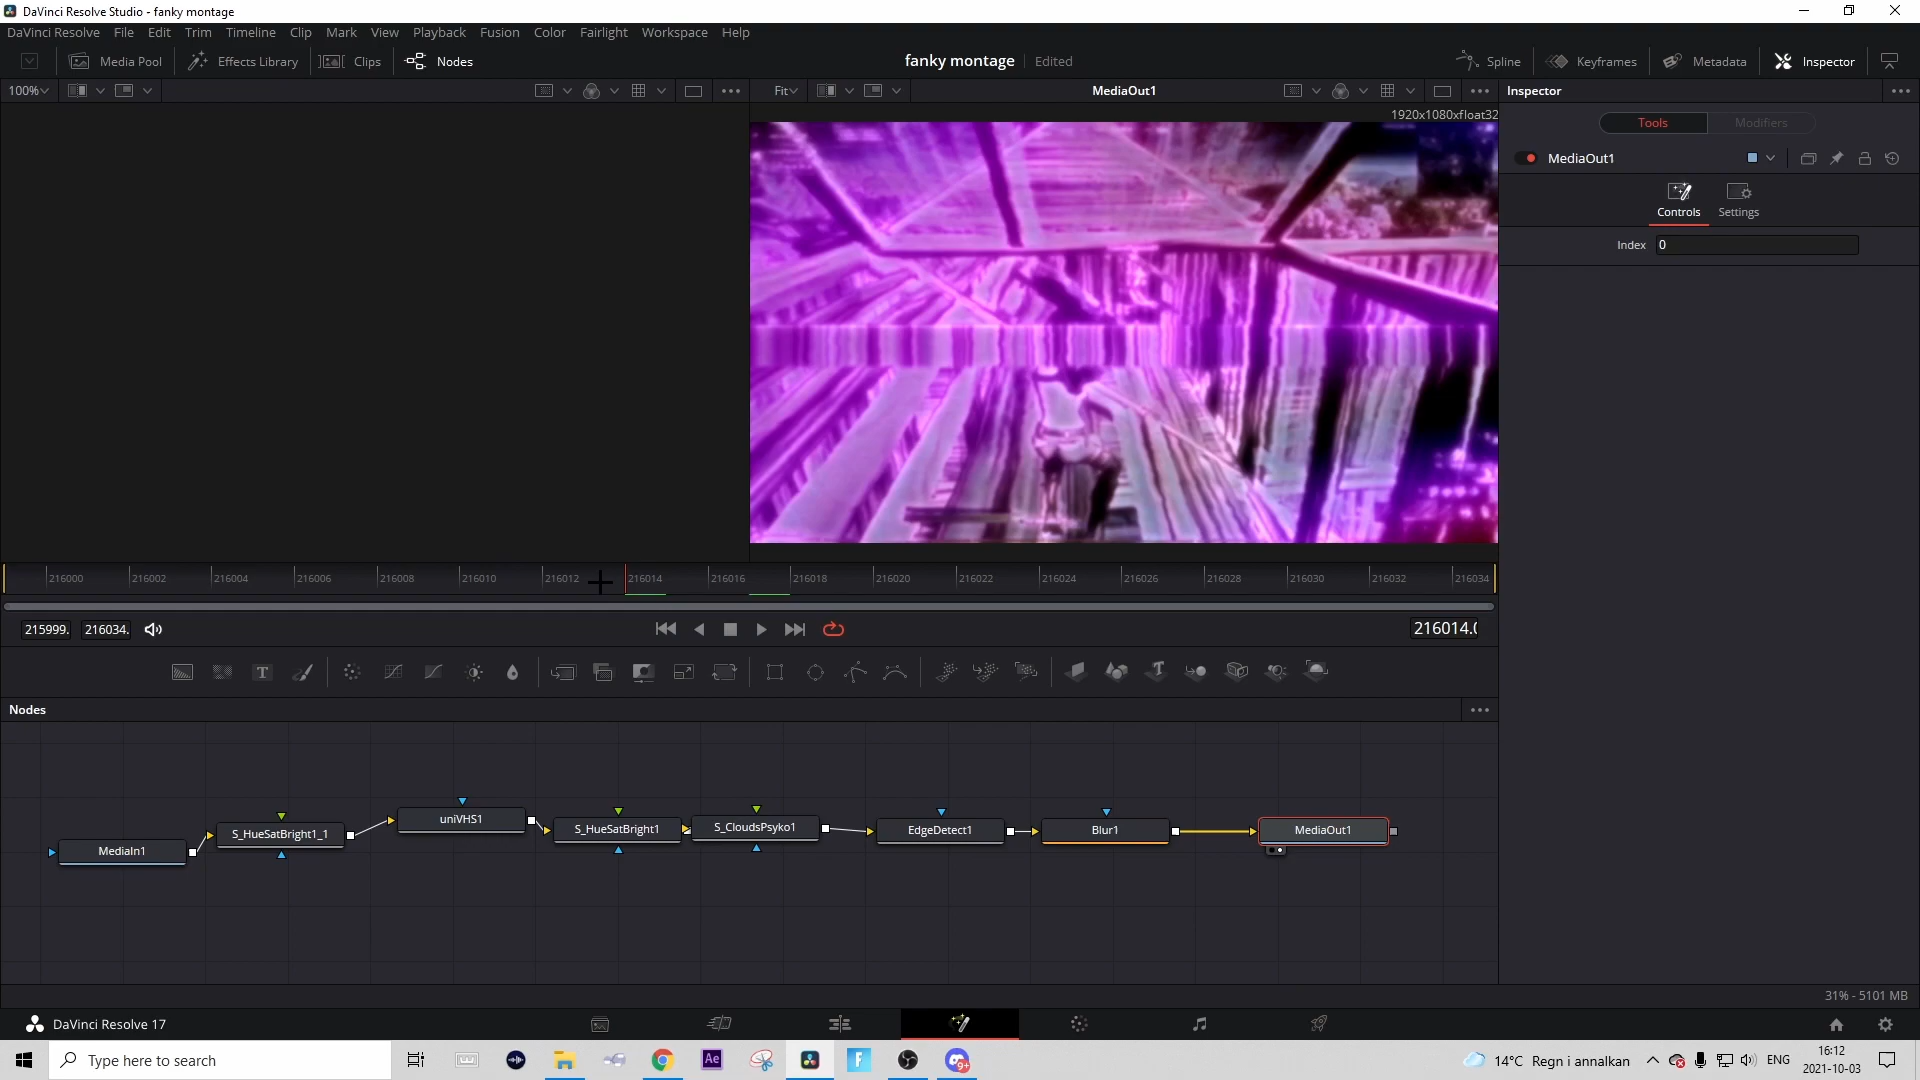 DaVinci Resolve Studio - fanky montage
DaVinci Resolve File Edit Trim Timeline Clip Mark View Playback Fusion Color Fairlight Workspace Help
Media Pool Effects Library Clips Nodes fanky montage Edited Spline Keyframes Metadata Inspector
100% Fit MediaOut1 Inspector
1920x1080xfloat32
Tools Modifiers
MediaOut1
Controls Settings
Index 0
216000 216002 216004 216006 216008 216010 216012 216014 216016 216018 216020 216022 216024 216026 216028 216030 216032 216034
215999. 216034. 216014.0
T
Nodes
MediaIn1 S_HueSatBright1_1 uniVHS1 S_HueSatBright1 S_CloudsPsyko1 EdgeDetect1 Blur1 MediaOut1
31% - 5101 MB
DaVinci Resolve 17
Type here to search Ae 9+ 14°C Regn i annalkan ENG 16:12
2021-10-03